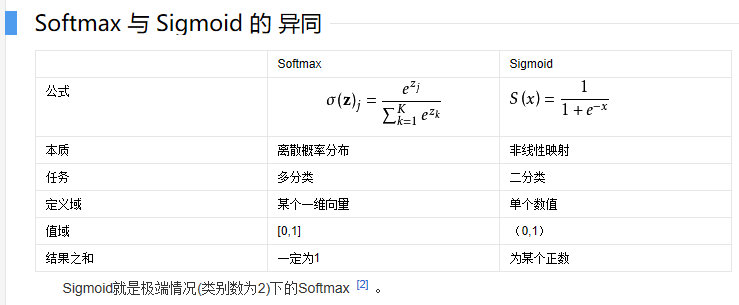 Softmax 与 Sigmoid 的 异同
Softmax Sigmoid
公式 σ(z)_j = e^{z_j} / ∑_{k=1}^{K} e^{z_k} S (x) = 1 / (1 + e^{-x})
本质 离散概率分布 非线性映射
任务 多分类 二分类
定义域 某个一维向量 单个数值
值域 [0,1] （0,1）
结果之和 一定为1 为某个正数
Sigmoid就是极端情况(类别数为2)下的Softmax [2] 。